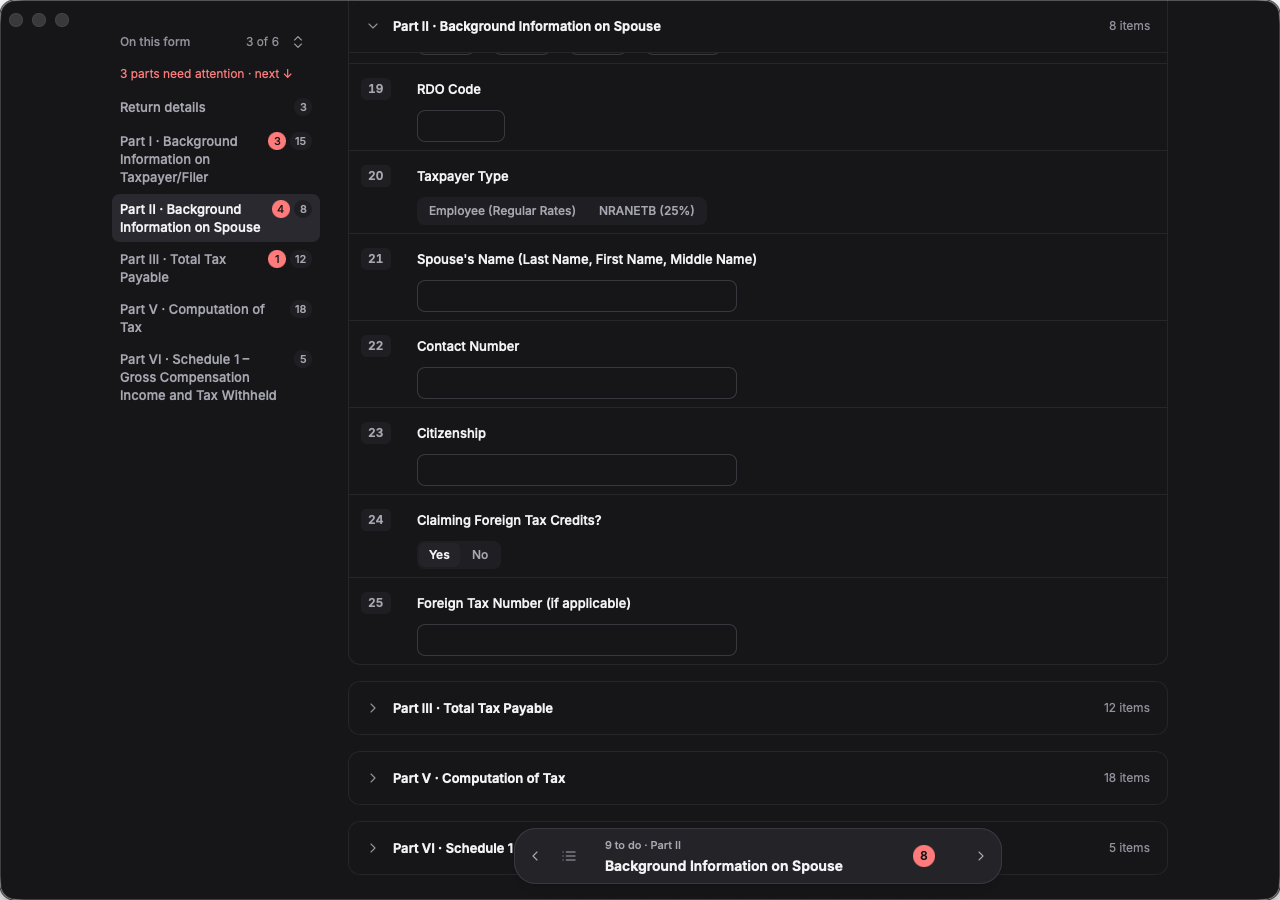 On this form
3 of 6
3 parts need attention · next ↓
Return details
3
Part I · Background Information on Taxpayer/Filer
3
15
Part II · Background Information on Spouse
4
8
Part III · Total Tax Payable
1
12
Part V · Computation of Tax
18
Part VI · Schedule 1 – Gross Compensation Income and Tax Withheld
5
Part II · Background Information on Spouse
8 items
19
RDO Code
20
Taxpayer Type
Employee (Regular Rates)
NRANETB (25%)
21
Spouse's Name (Last Name, First Name, Middle Name)
22
Contact Number
23
Citizenship
24
Claiming Foreign Tax Credits?
Yes
No
25
Foreign Tax Number (if applicable)
Part III · Total Tax Payable
12 items
Part V · Computation of Tax
18 items
Part VI · Schedule 1
5 items
9 to do · Part II
Background Information on Spouse
8